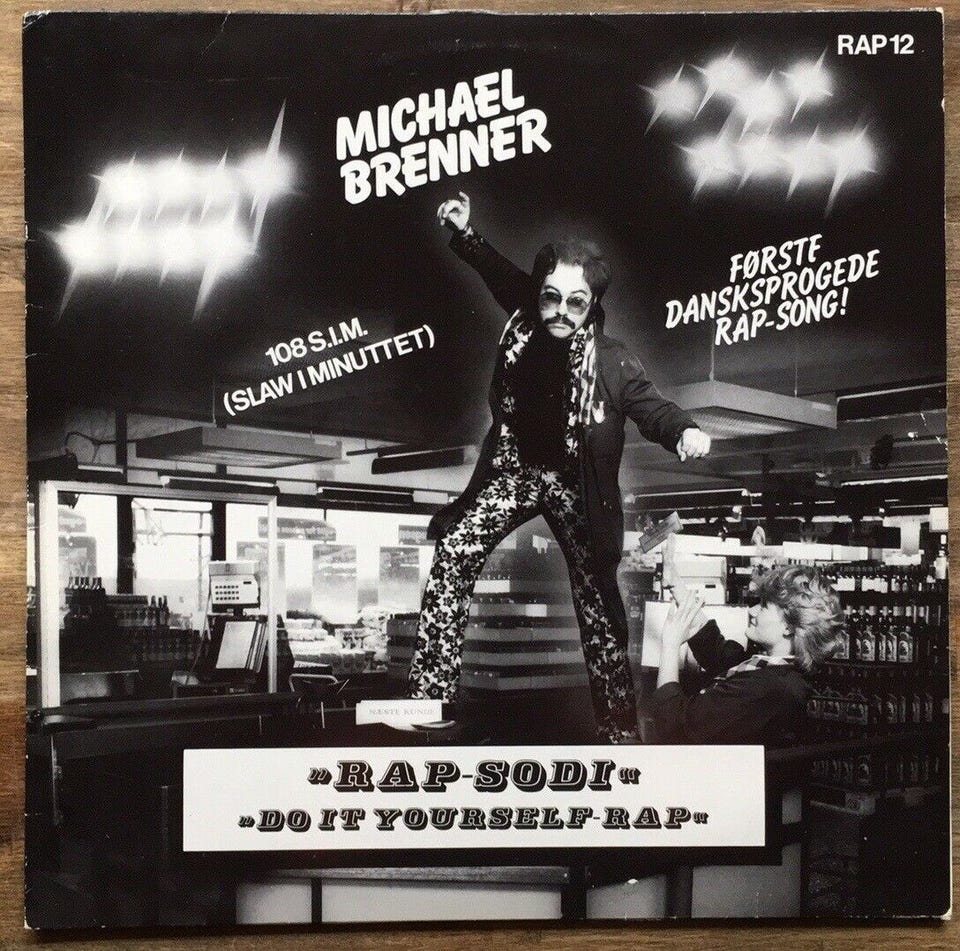 RAP 12
MICHAEL
BRENNER
FØRSTE
DANSKSPROGEDE
RAP-SONG!
108 S.I.M.
(SLAW I MINUTTET)
NÆSTE KUNDE
»RAP-SODI«
»DO IT YOURSELF-RAP«